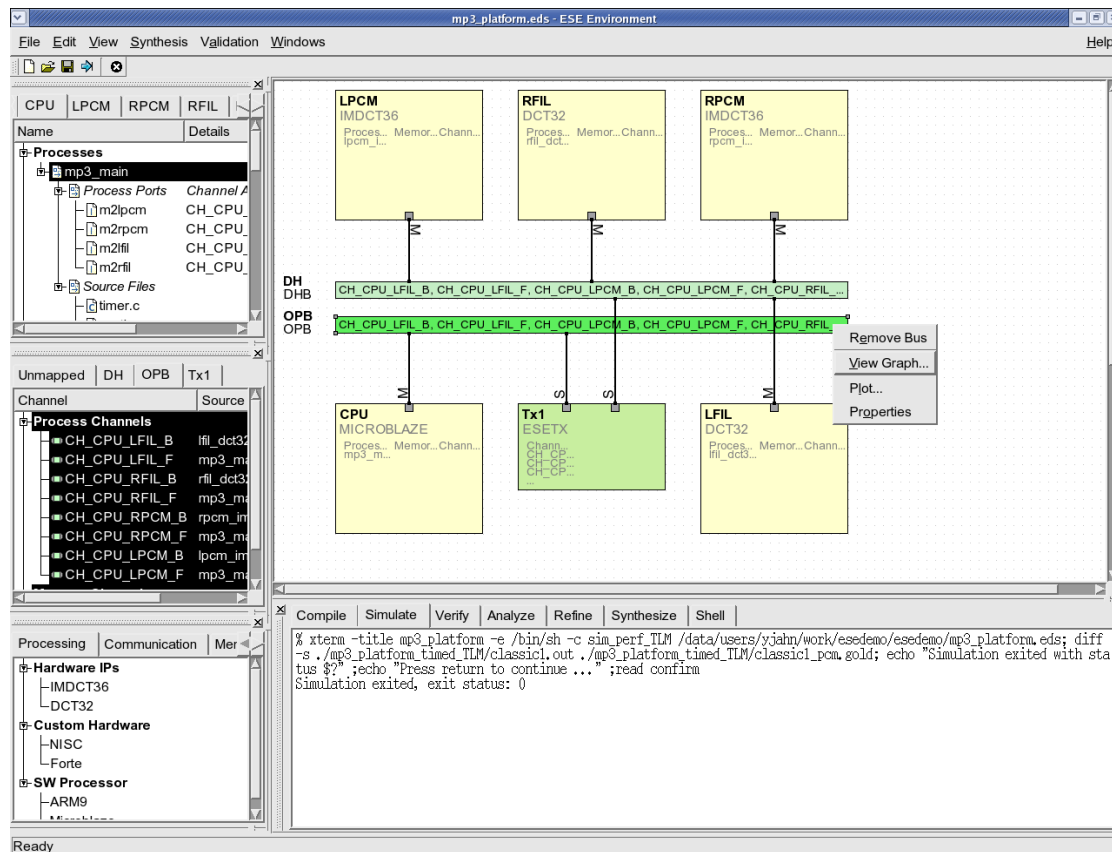 mp3_platform.eds - ESE Environment
File Edit View Synthesis Validation Windows Help
CPU LPCM RPCM RFIL
Name Details
Processes
mp3_main
Process Ports Channel A
m2lpcm CH_CPU_
m2rpcm CH_CPU_
m2lfil CH_CPU_
m2rfil CH_CPU_
Source Files
timer.c
Unmapped DH OPB Tx1
Channel Source
Process Channels
CH_CPU_LFIL_B lfil_dct32
CH_CPU_LFIL_F mp3_ma
CH_CPU_RFIL_B rfil_dct32
CH_CPU_RFIL_F mp3_ma
CH_CPU_RPCM_B rpcm_im
CH_CPU_RPCM_F mp3_ma
CH_CPU_LPCM_B lpcm_im
CH_CPU_LPCM_F mp3_ma
Processing Communication Mer
Hardware IPs
IMDCT36
DCT32
Custom Hardware
NISC
Forte
SW Processor
ARM9
Microblaze
LPCM
IMDCT36
Proces... Memor... Chann...
lpcm_i...
RFIL
DCT32
Proces... Memor... Chann...
rfil_dct...
RPCM
IMDCT36
Proces... Memor... Chann...
rpcm_i...
M M M
DH
DHB
CH_CPU_LFIL_B, CH_CPU_LFIL_F, CH_CPU_LPCM_B, CH_CPU_LPCM_F, CH_CPU_RFIL_...
OPB
OPB
CH_CPU_LFIL_B, CH_CPU_LFIL_F, CH_CPU_LPCM_B, CH_CPU_LPCM_F, CH_CPU_RFIL_
Remove Bus
View Graph...
Plot...
Properties
M S S M
CPU
MICROBLAZE
Proces... Memor... Chann...
mp3_m...
Tx1
ESETX
Chann...
CH_CP...
CH_CP...
CH_CP...
...
LFIL
DCT32
Proces... Memor... Chann...
lfil_dct3...
Compile Simulate Verify Analyze Refine Synthesize Shell
% xterm -title mp3_platform -e /bin/sh -c sim_perf_TLM /data/users/yjahn/work/esedemo/esedemo/mp3_platform.eds; diff
-s ./mp3_platform_timed_TLM/classic1.out ./mp3_platform_timed_TLM/classic1_pcm.gold; echo "Simulation exited with sta
tus $?" ;echo "Press return to continue ..." ;read confirm
Simulation exited, exit status: 0
Ready